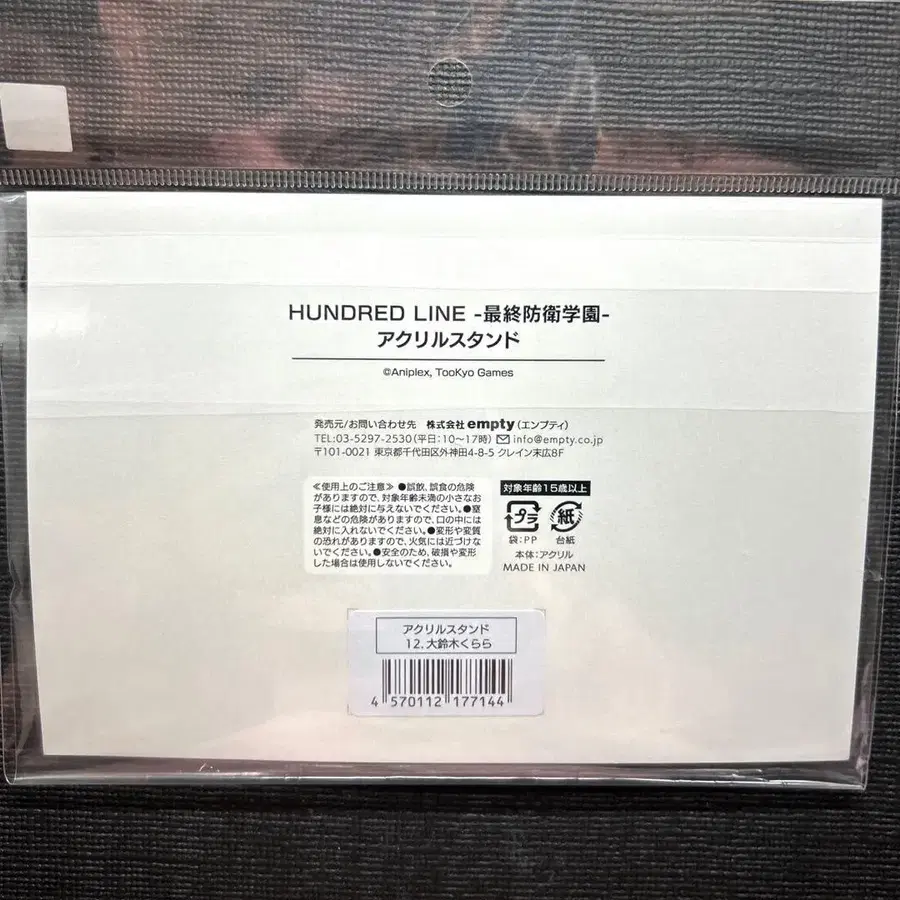 HUNDRED LINE -最終防衛学園-
アクリルスタンド
©Aniplex, TooKyo Games
発売元/お問い合わせ先 株式会社empty(エンプティ)
TEL:03-5297-2530(平日:10〜17時) info@empty.co.jp
〒101-0021 東京都千代田区外神田4-8-5 クレイン末広8F
≪使用上のご注意≫ ●誤飲、誤食の危険
がありますので、対象年齢未満の小さなお
子様には絶対に与えないでください。●窒
息などの危険がありますので、口の中には
絶対に入れないでください。●変形や変質
の恐れがありますので、火気には近づけな
いでください。●安全のため、破損や変形
した場合は使用しないでください。
対象年齢15歳以上
プラ 紙
袋:PP 台紙
本体:アクリル
MADE IN JAPAN
アクリルスタンド
12.大鈴木くらら
4 570112 177144